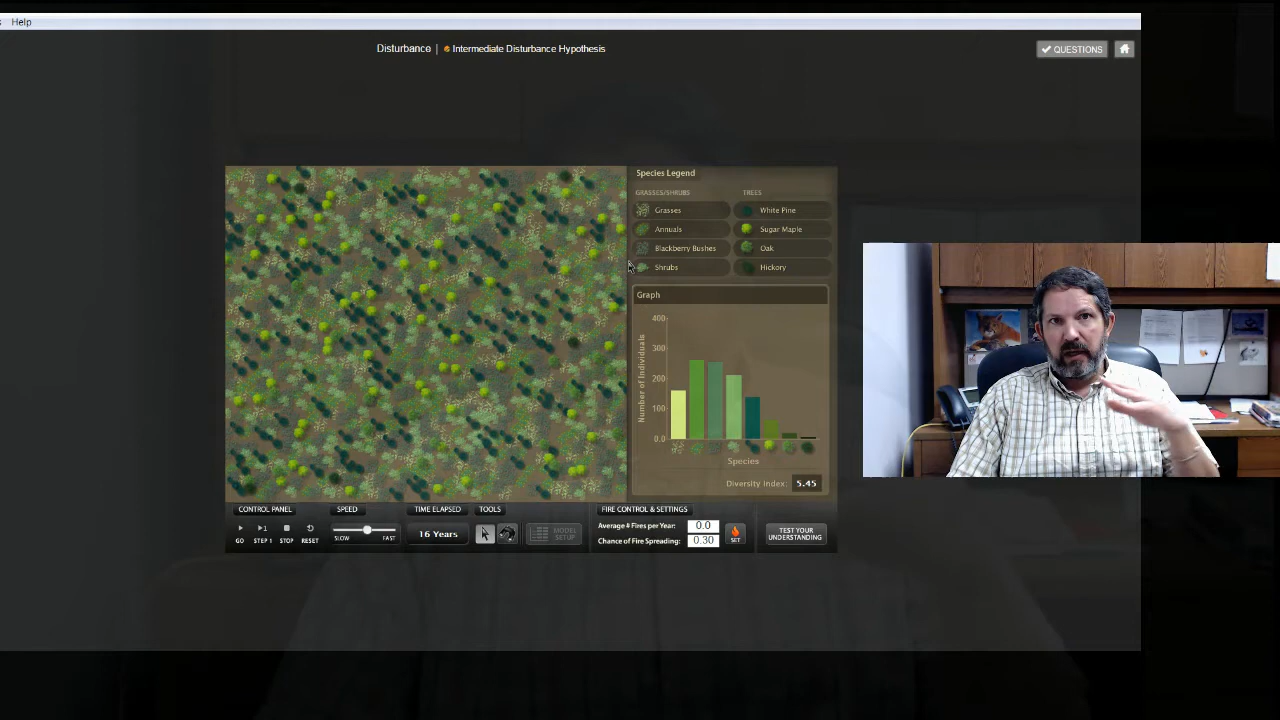 s Help
Disturbance | Intermediate Disturbance Hypothesis
QUESTIONS
Species Legend
GRASSES/SHRUBS TREES
Grasses White Pine
Annuals Sugar Maple
Blackberry Bushes Oak
Shrubs Hickory
Graph
400
300
200
100
0.0
Number of Individuals
Species
Diversity Index: 5.45
CONTROL PANEL SPEED TIME ELAPSED TOOLS FIRE CONTROL & SETTINGS
GO STEP 1 STOP RESET
SLOW FAST
16 Years
MODEL
SETUP
Average # Fires per Year: 0.0
Chance of Fire Spreading: 0.30
SET
TEST YOUR
UNDERSTANDING